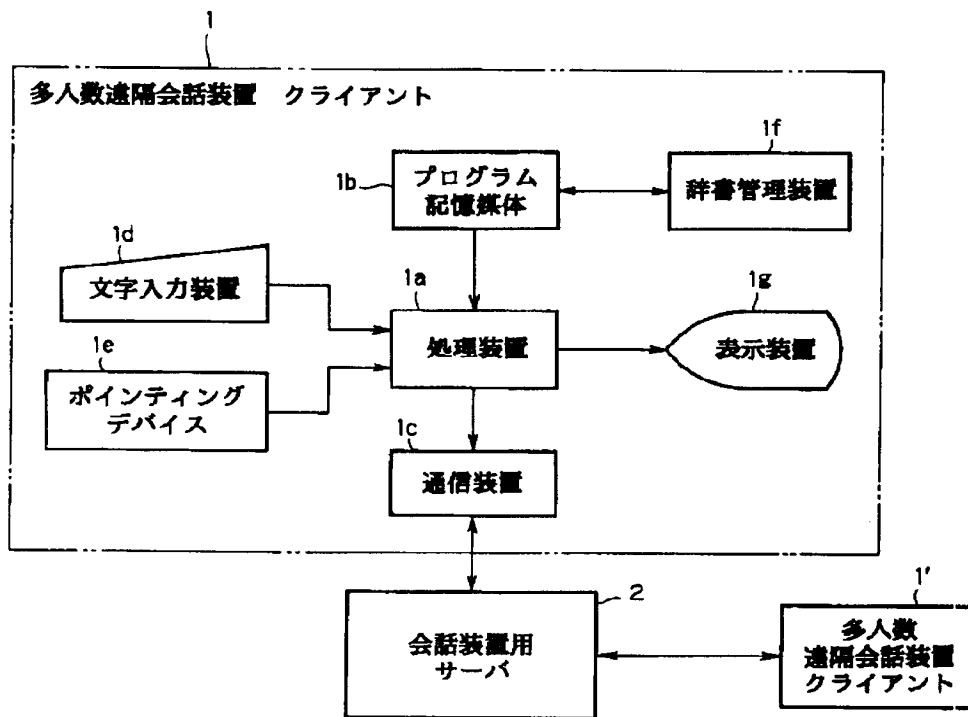 1
多人数遠隔会話装置 クライアント
1f
1b
プログラム
記憶媒体
辞書管理装置
1d
文字入力装置
1a
処理装置
1g
表示装置
1e
ポインティング
デバイス
1c
通信装置
2
会話装置用
サーバ
1'
多人数
遠隔会話装置
クライアント